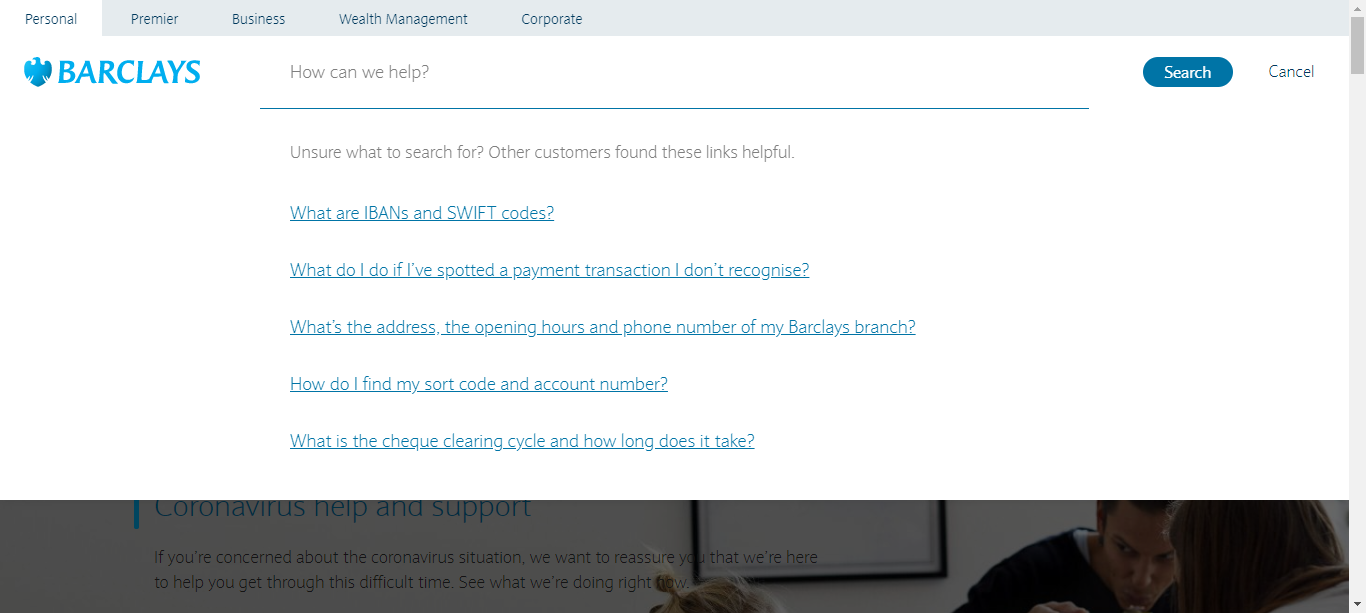 Personal Premier Business Wealth Management Corporate
BARCLAYS How can we help? Search Cancel
Unsure what to search for? Other customers found these links helpful.
What are IBANs and SWIFT codes?
What do I do if I've spotted a payment transaction I don't recognise?
What's the address, the opening hours and phone number of my Barclays branch?
How do I find my sort code and account number?
What is the cheque clearing cycle and how long does it take?
Coronavirus help and support
If you're concerned about the coronavirus situation, we want to reassure you that we're here
to help you get through this difficult time. See what we're doing right now.